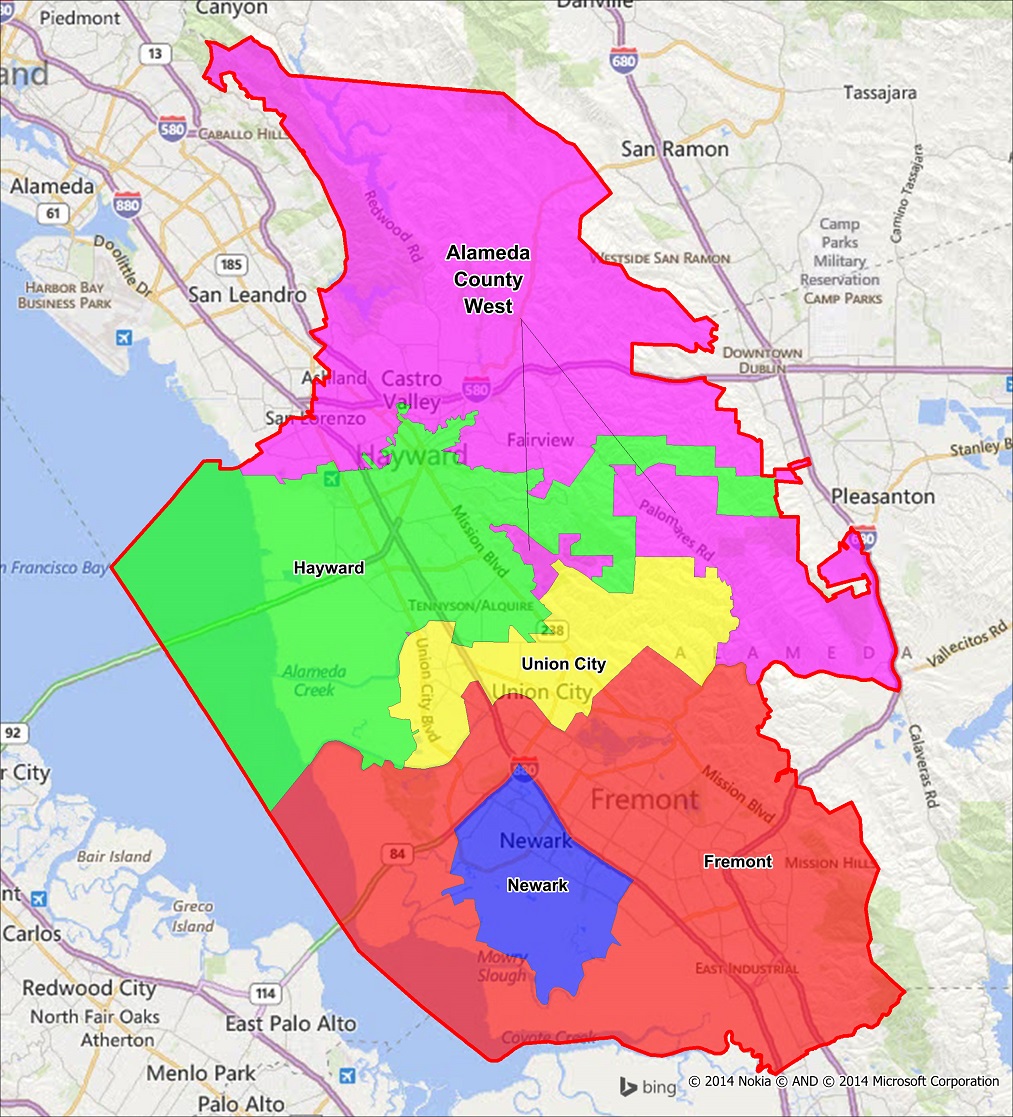 Canyon
Danville
80
Piedmont
13
680
and
Tassajara
580
CABALLO HILLS
San Ramon
Camino Tassajara
Alameda
61
880
Redwood Rd
Camp
Parks
Military
Reservation
CAMP PARKS
Doolittle Dr
185
Alameda
County
West
WESTSIDE SAN RAMON
HARBOR BAY
BUSINESS PARK
San Leandro
DOWNTOWN
DUBLIN
Ashland
Castro
Valley
580
San Lorenzo
Fairview
Hayward
Stanley B
Pleasanton
Palomares Rd
Mission Blvd
680
n Francisco Bay
Hayward
TENNYSON/ALQUIRE
238
Vallecitos Rd
A L A M E D A
Union City
Union City
Union City Blvd
Alameda
Creek
92
r City
Calaveras Rd
880
Mission Blvd
Fremont
Newark
84
Fremont
MISSION HILLS
Bair Island
Newark
nt
Greco
Island
Carlos
Mowry
Slough
EAST INDUSTRIAL
Redwood City
114
North Fair Oaks
East Palo Alto
Atherton
Coyote Creek
Menlo Park
Palo Alto
bing
© 2014 Nokia © AND © 2014 Microsoft Corporation